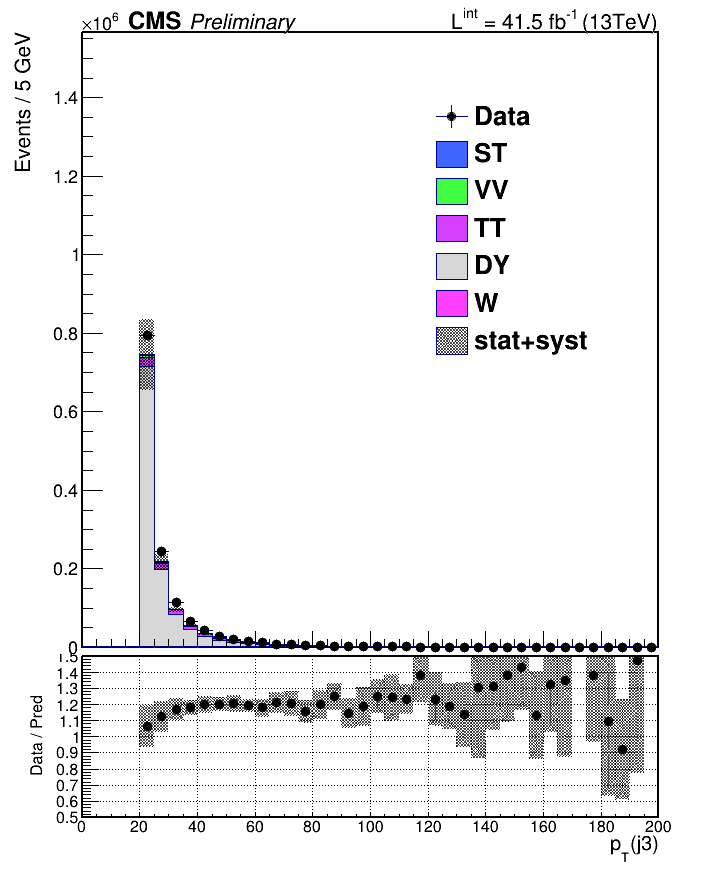 ×10⁶ CMS Preliminary L^int = 41.5 fb⁻¹ (13TeV)
Events / 5 GeV
1.4
1.2
1
0.8
0.6
0.4
0.2
0
Data
ST
VV
TT
DY
W
stat+syst
Data / Pred
1.5
1.4
1.3
1.2
1.1
1
0.9
0.8
0.7
0.6
0.5
0 20 40 60 80 100 120 140 160 180 200
p_T(j3)